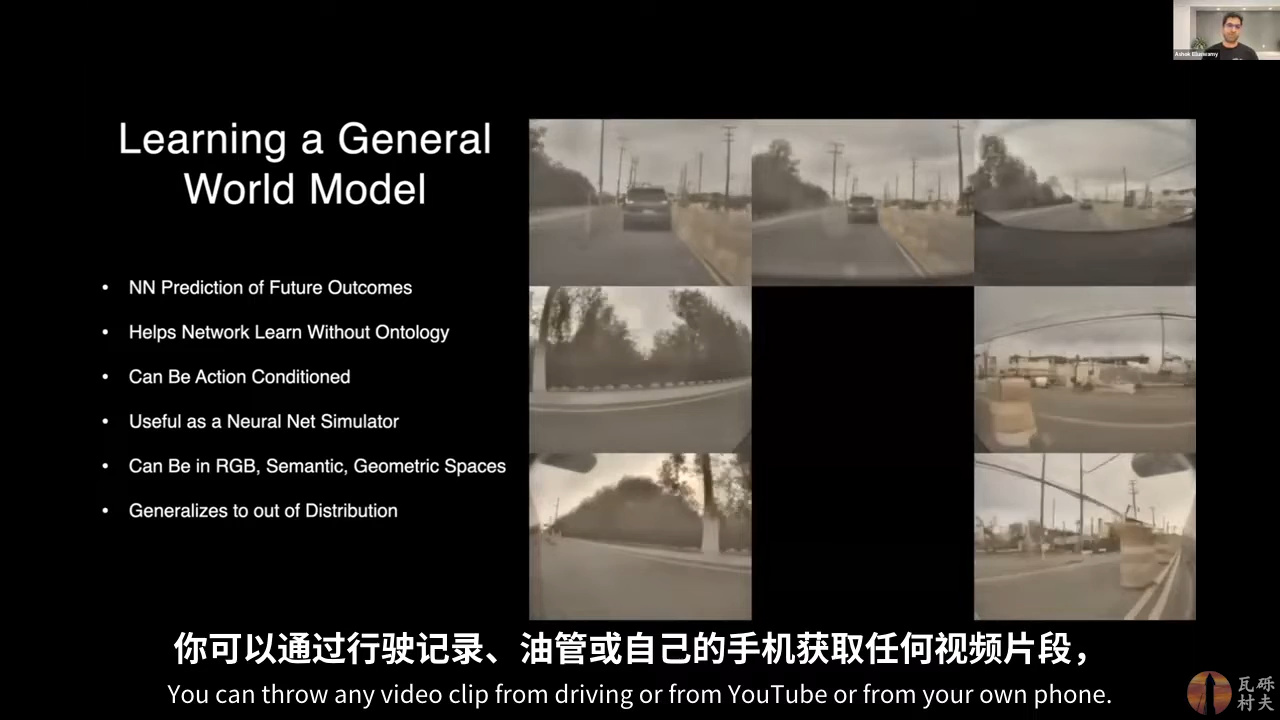 Ashok Elluswamy
Learning a General
World Model
• NN Prediction of Future Outcomes
• Helps Network Learn Without Ontology
• Can Be Action Conditioned
• Useful as a Neural Net Simulator
• Can Be in RGB, Semantic, Geometric Spaces
• Generalizes to out of Distribution
你可以通过行驶记录、油管或自己的手机获取任何视频片段，
You can throw any video clip from driving or from YouTube or from your own phone.
瓦砾
村夫